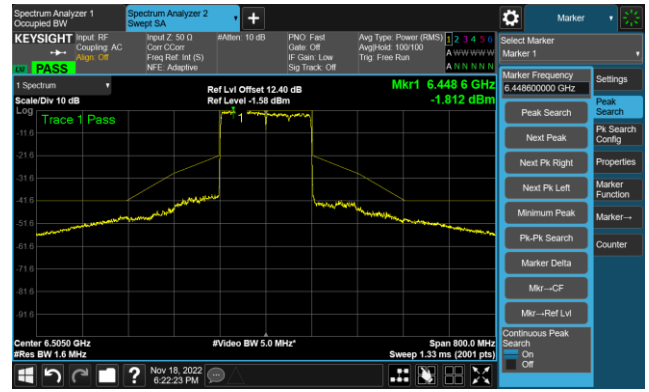 Spectrum Analyzer 1
Occupied BW
Spectrum Analyzer 2
Swept SA
Marker
KEYSIGHT
Input: RF
Coupling: AC
Align: Off
Input Z: 50 Ω
Corr CCorr
Freq Ref: Int (S)
NFE: Adaptive
#Atten: 10 dB
PNO: Fast
Gate: Off
IF Gain: Low
Sig Track: Off
Avg Type: Power (RMS)
Avg|Hold: 100/100
Trig: Free Run
1 2 3 4 5 6
A W W W W W
A N N N N N
PASS
1 Spectrum
Scale/Div 10 dB
Ref Lvl Offset 12.40 dB
Ref Level -1.58 dBm
Mkr1 6.448 6 GHz
-1.812 dBm
Log
Trace 1 Pass
1
-11.6
-21.6
-31.6
-41.6
-51.6
-61.6
-71.6
-81.6
-91.6
Center 6.5050 GHz
#Res BW 1.6 MHz
#Video BW 5.0 MHz*
Span 800.0 MHz
Sweep 1.33 ms (2001 pts)
Nov 18, 2022
6:22:23 PM
Select Marker
Marker 1
Marker Frequency
6.448600000 GHz
Peak Search
Next Peak
Next Pk Right
Next Pk Left
Minimum Peak
Pk-Pk Search
Marker Delta
Mkr→CF
Mkr→Ref Lvl
Continuous Peak
Search
On
Off
Settings
Peak
Search
Pk Search
Config
Properties
Marker
Function
Marker→
Counter